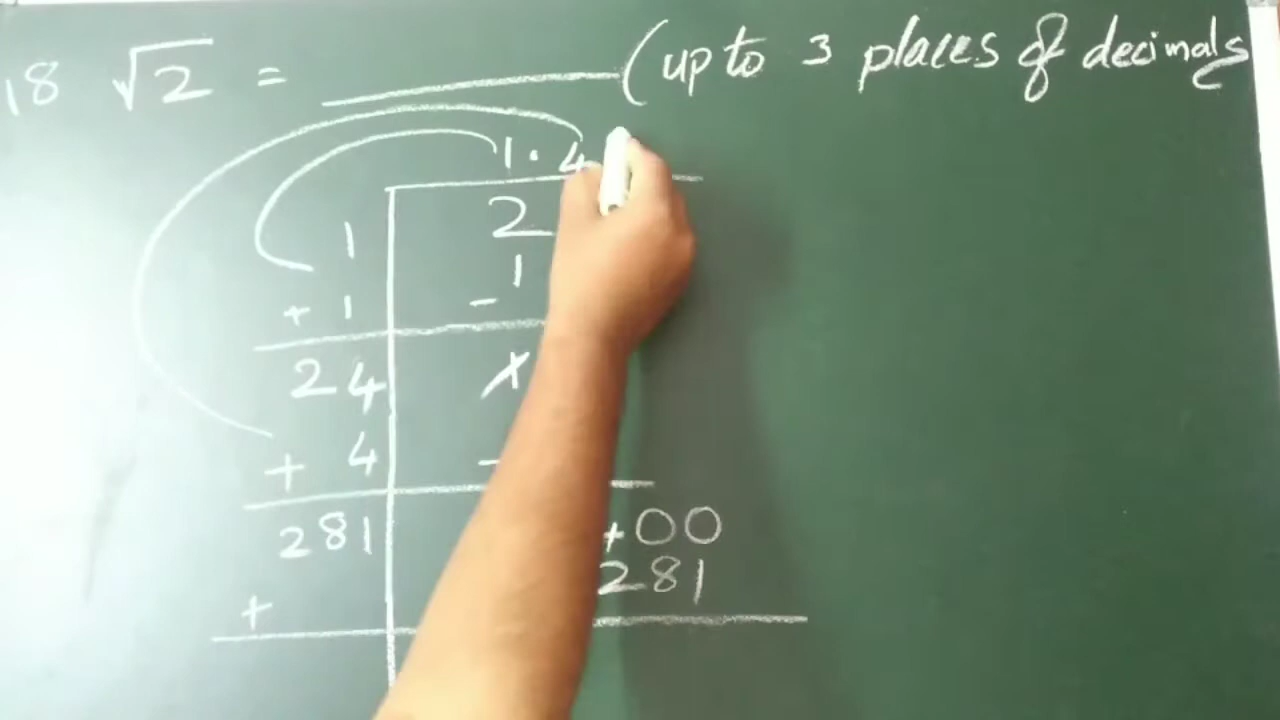 18 √2 = ________ (up to 3 places of decimals
1.4
1 2
1
+ 1 -
24
+ 4 -
281 00
281
+